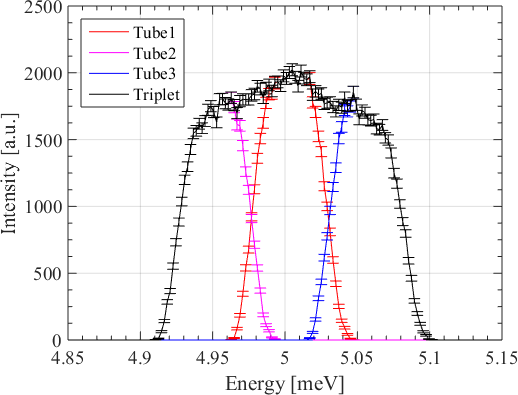 2500
2000
1500
1000
500
0
Intensity [a.u.]
Tube1
Tube2
Tube3
Triplet
4.85 4.9 4.95 5 5.05 5.1 5.15
Energy [meV]